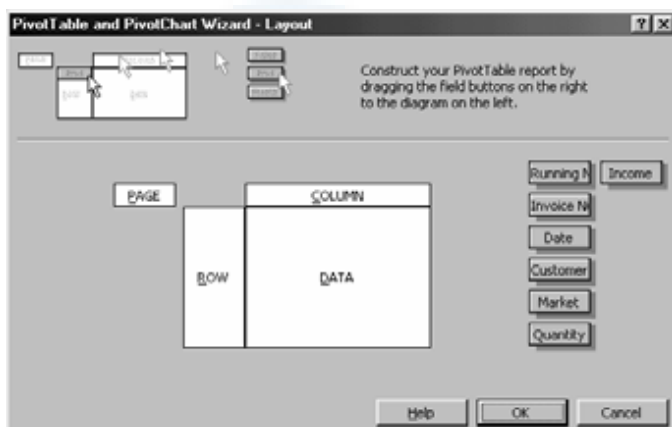 PivotTable and PivotChart Wizard - Layout
Construct your PivotTable report by
dragging the field buttons on the right
to the diagram on the left.
PAGE
COLUMN
ROW
DATA
Running N
Income
Invoice N
Date
Customer
Market
Quantity
Help
OK
Cancel